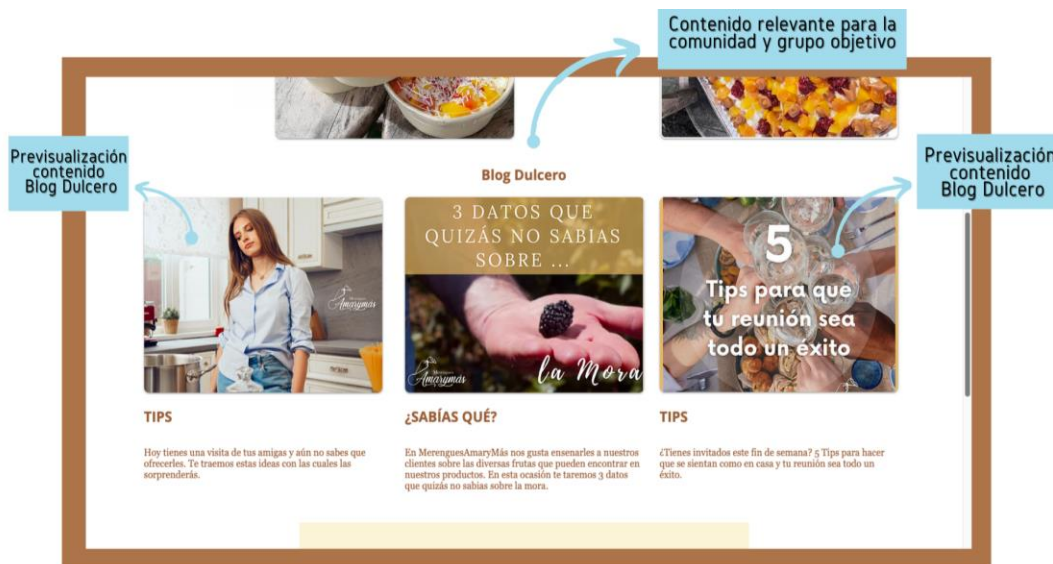 Contenido relevante para la
comunidad y grupo objetivo
Previsualización
contenido
Blog Dulcero
Previsualización
contenido
Blog Dulcero
Blog Dulcero
Amarymás
3 DATOS QUE
QUIZÁS NO SABIAS
SOBRE ...
la Mora
Amarymás
5
Tips para que
tu reunión sea
todo un éxito
TIPS
Hoy tienes una visita de tus amigas y aún no sabes que
ofrecerles. Te traemos estas ideas con las cuales las
sorprenderás.
¿SABÍAS QUÉ?
En MerenguesAmaryMás nos gusta ensenarles a nuestros
clientes sobre las diversas frutas que pueden encontrar en
nuestros productos. En esta ocasión te taremos 3 datos
que quizás no sabias sobre la mora.
TIPS
¿Tienes invitados este fin de semana? 5 Tips para hacer
que se sientan como en casa y tu reunión sea todo un
éxito.